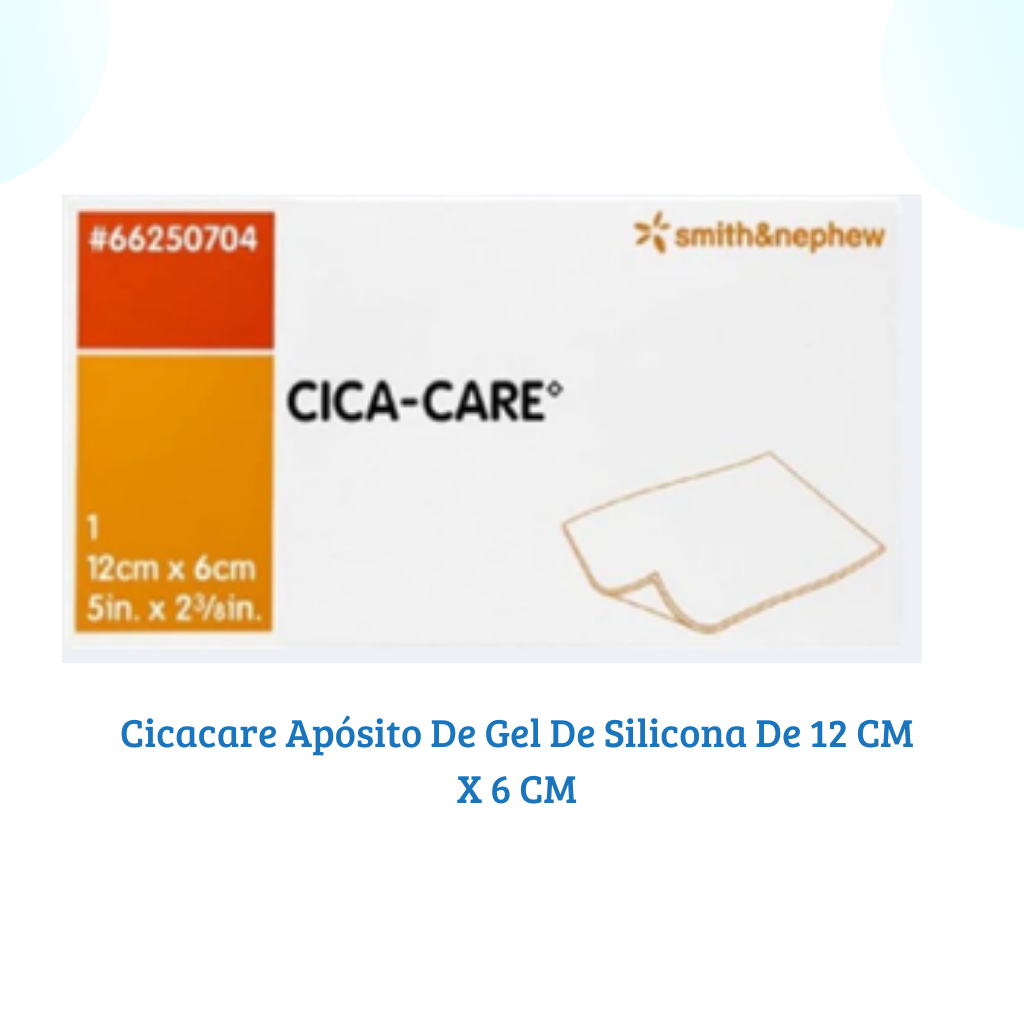 #66250704
smith&nephew
CICA-CARE◇
1
12cm x 6cm
5in. x 2³/₈in.
Cicacare Apósito De Gel De Silicona De 12 CM
X 6 CM